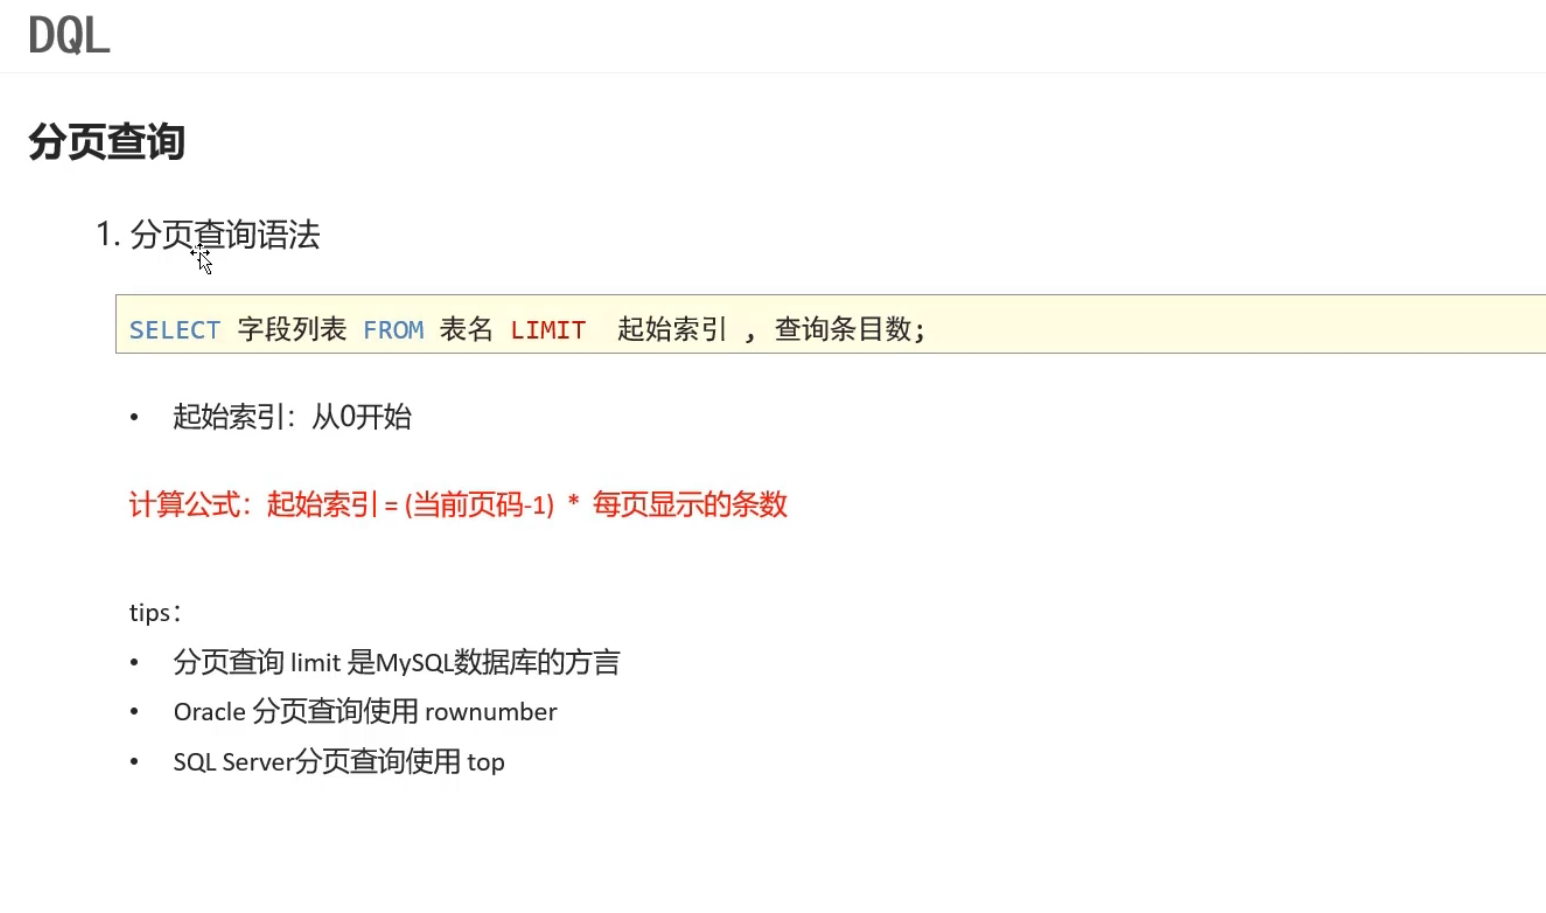 DQL
分页查询
1. 分页查询语法
SELECT 字段列表 FROM 表名 LIMIT 起始索引 , 查询条目数;
• 起始索引：从0开始
计算公式：起始索引 = (当前页码-1) * 每页显示的条数
tips：
• 分页查询 limit 是MySQL数据库的方言
• Oracle 分页查询使用 rownumber
• SQL Server分页查询使用 top